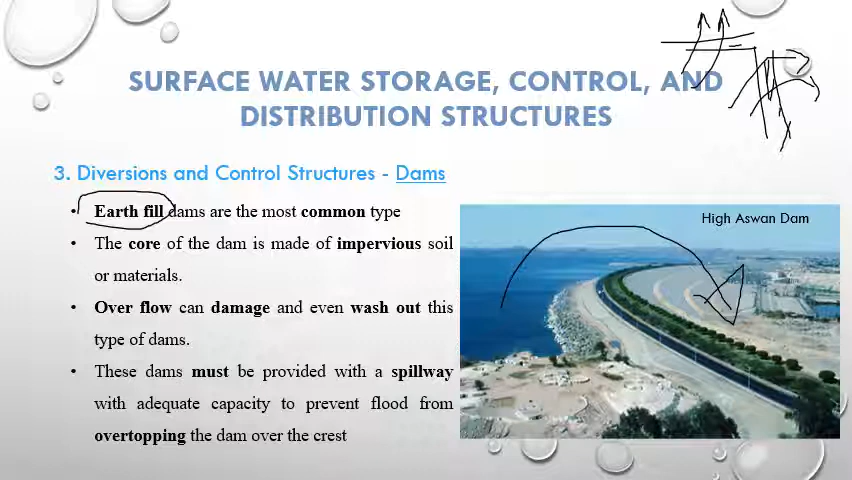 SURFACE WATER STORAGE, CONTROL, AND
DISTRIBUTION STRUCTURES
3. Diversions and Control Structures - Dams
• Earth fill dams are the most common type
• The core of the dam is made of impervious soil
or materials.
• Over flow can damage and even wash out this
type of dams.
• These dams must be provided with a spillway
with adequate capacity to prevent flood from
overtopping the dam over the crest
High Aswan Dam